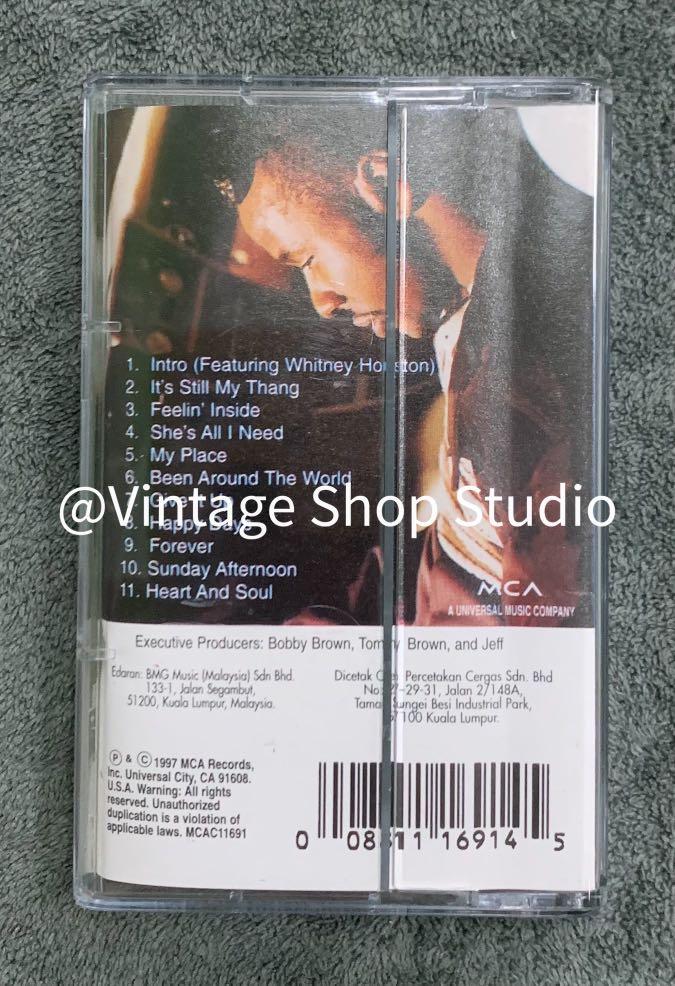 1. Intro (Featuring Whitney Houston)
2. It's Still My Thang
3. Feelin' Inside
4. She's All I Need
5. My Place
6. Been Around The World
@Vintage Shop Studio
8. Happy Days
9. Forever
10. Sunday Afternoon
11. Heart And Soul
MCA
A UNIVERSAL MUSIC COMPANY
Executive Producers: Bobby Brown, Tommy Brown, and Jeff
Edaran: BMG Music (Malaysia) Sdn Bhd.
133-1, Jalan Segambut,
51200, Kuala Lumpur, Malaysia.
Dicetak Percetakan Cergas Sdn. Bhd
No: 27-29-31, Jalan 2/148A,
Taman Sungei Besi Industrial Park,
57100 Kuala Lumpur.
Ⓟ & © 1997 MCA Records,
Inc. Universal City, CA 91608.
U.S.A. Warning: All rights
reserved. Unauthorized
duplication is a violation of
applicable laws. MCAC11691
0 08811 16914 5